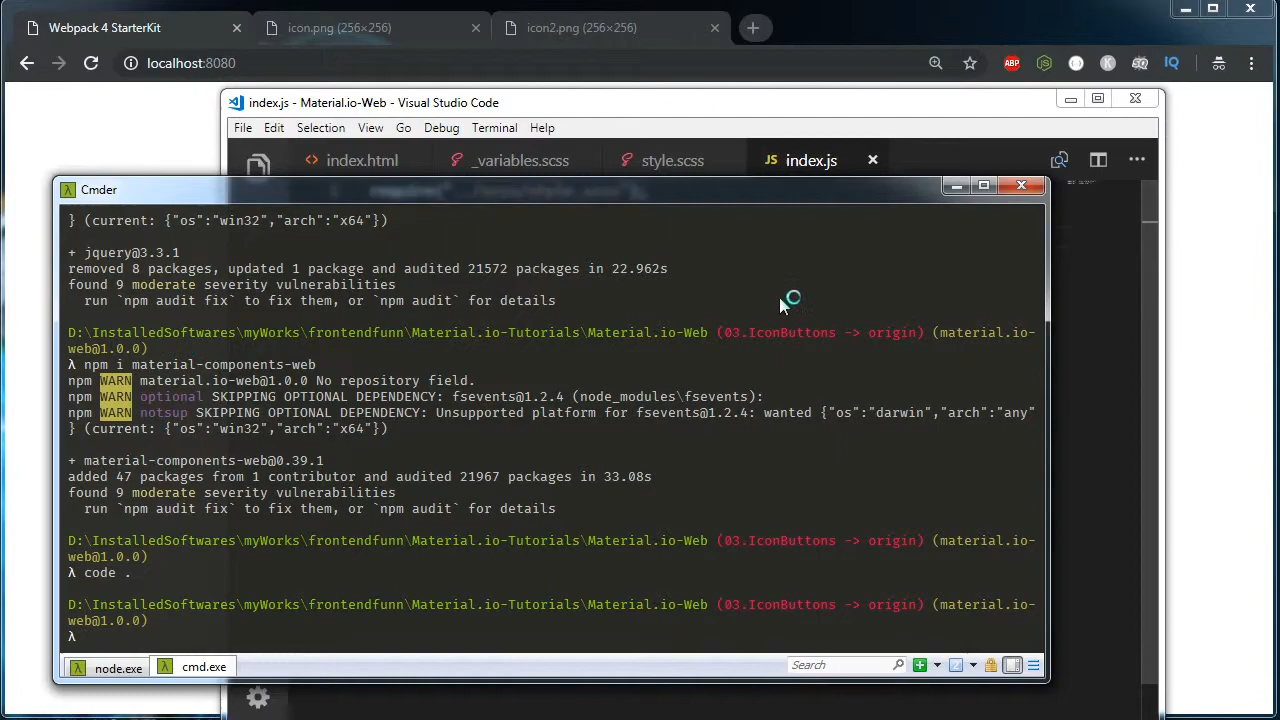 Webpack 4 StarterKit
icon.png (256×256)
icon2.png (256×256)
localhost:8080
ABP
IQ
index.js - Material.io-Web - Visual Studio Code
File Edit Selection View Go Debug Terminal Help
index.html
_variables.scss
style.scss
JS index.js
Cmder
} (current: {"os":"win32","arch":"x64"})
+ jquery@3.3.1
removed 8 packages, updated 1 package and audited 21572 packages in 22.962s
found 9 moderate severity vulnerabilities
run `npm audit fix` to fix them, or `npm audit` for details
D:\InstalledSoftwares\myWorks\frontendfunn\Material.io-Tutorials\Material.io-Web (03.IconButtons -> origin) (material.io-
web@1.0.0)
λ npm i material-components-web
npm WARN material.io-web@1.0.0 No repository field.
npm WARN optional SKIPPING OPTIONAL DEPENDENCY: fsevents@1.2.4 (node_modules\fsevents):
npm WARN notsup SKIPPING OPTIONAL DEPENDENCY: Unsupported platform for fsevents@1.2.4: wanted {"os":"darwin","arch":"any"
} (current: {"os":"win32","arch":"x64"})
+ material-components-web@0.39.1
added 47 packages from 1 contributor and audited 21967 packages in 33.08s
found 9 moderate severity vulnerabilities
run `npm audit fix` to fix them, or `npm audit` for details
D:\InstalledSoftwares\myWorks\frontendfunn\Material.io-Tutorials\Material.io-Web (03.IconButtons -> origin) (material.io-
web@1.0.0)
λ code .
D:\InstalledSoftwares\myWorks\frontendfunn\Material.io-Tutorials\Material.io-Web (03.IconButtons -> origin) (material.io-
web@1.0.0)
λ
node.exe
cmd.exe
Search